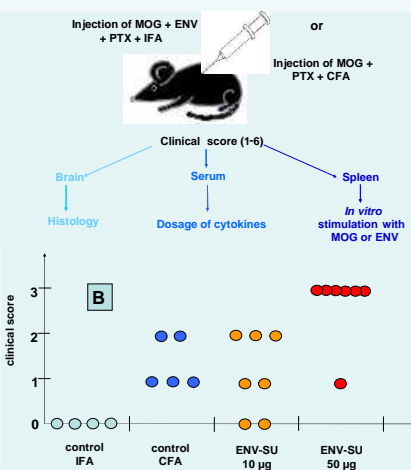 Injection of MOG + ENV
+ PTX + IFA
or
Injection of MOG +
PTX + CFA
Clinical score (1-6)
Brain
Serum
Spleen
Histology
Dosage of cytokines
In vitro
stimulation with
MOG or ENV
B
clinical score
3
2
1
0
control
IFA
control
CFA
ENV-SU
10 µg
ENV-SU
50 µg